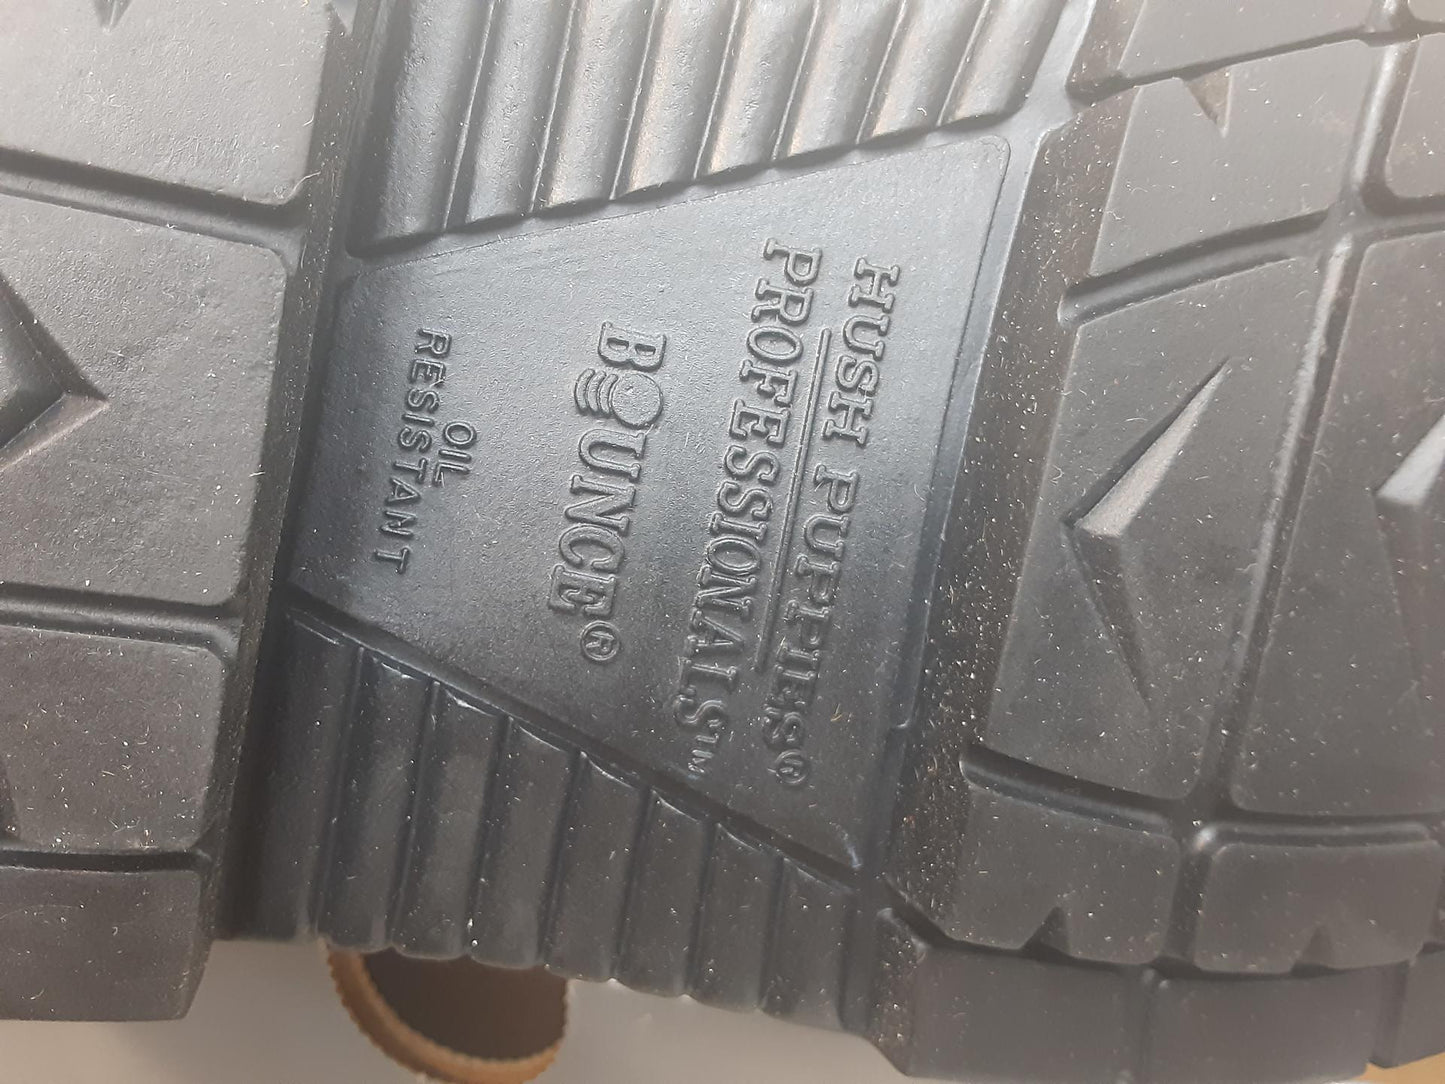 HUSH PUPPIES®
PROFESSIONALS™
BOUNCE®
OIL
RESISTANT